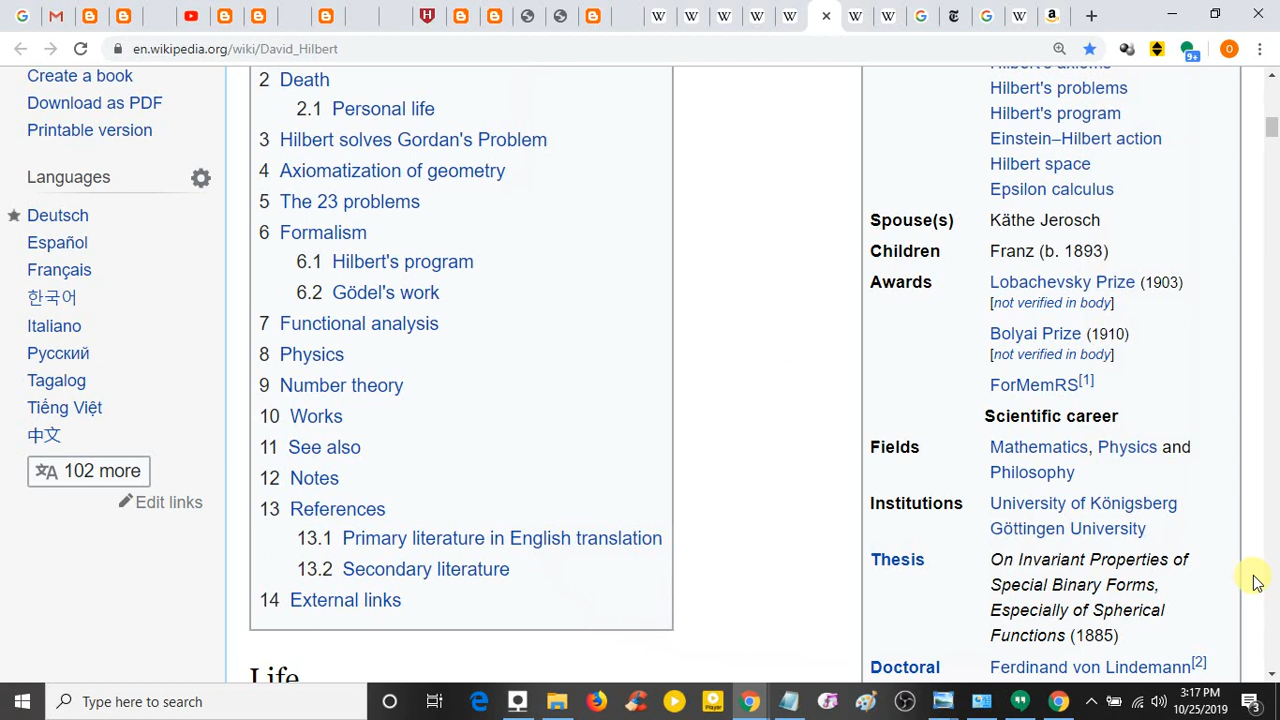 en.wikipedia.org/wiki/David_Hilbert
9+
O
Create a book
Download as PDF
Printable version
Languages
Deutsch
Español
Français
한국어
Italiano
Русский
Tagalog
Tiếng Việt
中文
102 more
Edit links
2 Death
2.1 Personal life
3 Hilbert solves Gordan's Problem
4 Axiomatization of geometry
5 The 23 problems
6 Formalism
6.1 Hilbert's program
6.2 Gödel's work
7 Functional analysis
8 Physics
9 Number theory
10 Works
11 See also
12 Notes
13 References
13.1 Primary literature in English translation
13.2 Secondary literature
14 External links
Life
Hilbert's axioms
Hilbert's problems
Hilbert's program
Einstein–Hilbert action
Hilbert space
Epsilon calculus
Spouse(s) Käthe Jerosch
Children Franz (b. 1893)
Awards Lobachevsky Prize (1903)
[not verified in body]
Bolyai Prize (1910)
[not verified in body]
ForMemRS[1]
Scientific career
Fields Mathematics, Physics and
Philosophy
Institutions University of Königsberg
Göttingen University
Thesis On Invariant Properties of
Special Binary Forms,
Especially of Spherical
Functions (1885)
Doctoral Ferdinand von Lindemann[2]
Type here to search
Player
3:17 PM
10/25/2019
3